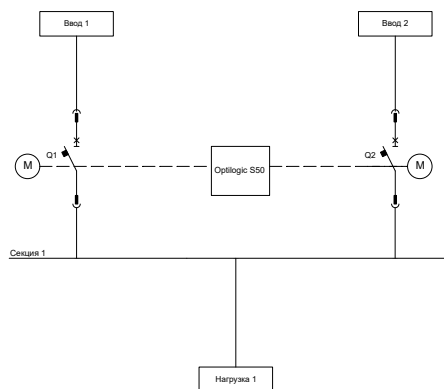 Ввод 1
Ввод 2
Q1
Q2
M
Optilogic S50
M
Секция 1
Нагрузка 1